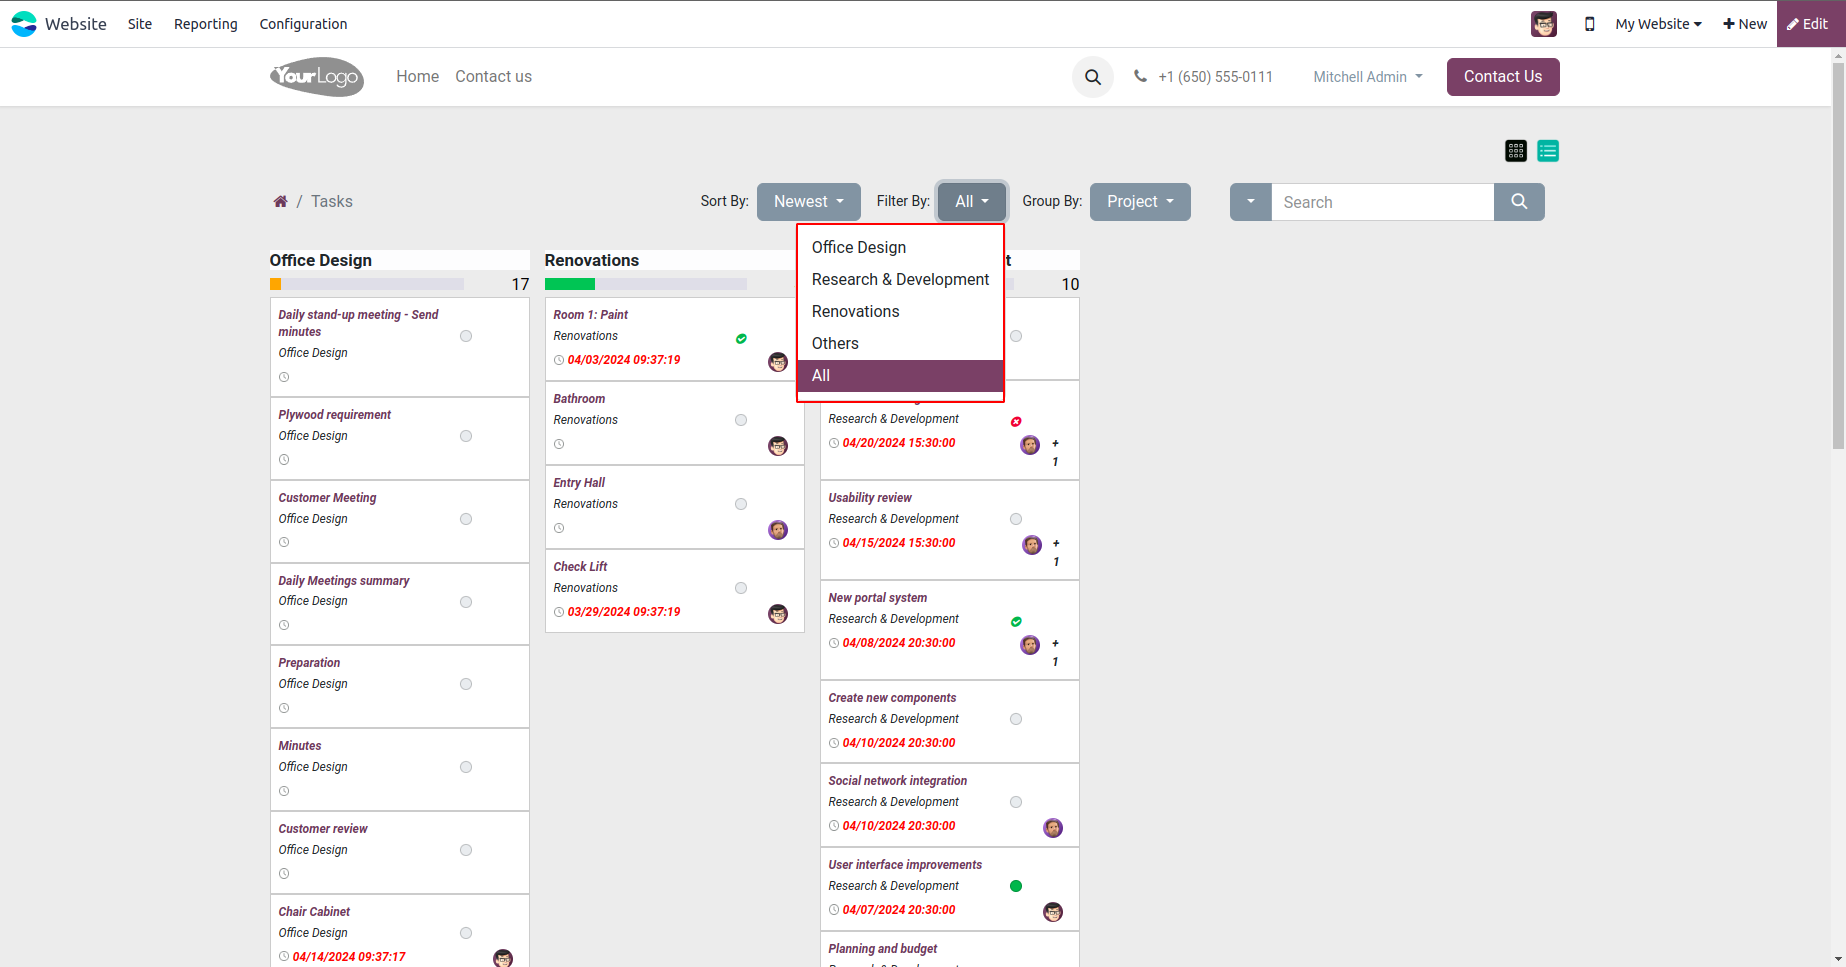 Website Site Reporting Configuration My Website New Edit
YourLogo Home Contact us +1 (650) 555-0111 Mitchell Admin Contact Us
/ Tasks Sort By: Newest Filter By: All Group By: Project Search
Office Design
Research & Development
Renovations
Others
All
Office Design
17
Daily stand-up meeting - Send
minutes
Office Design
Plywood requirement
Office Design
Customer Meeting
Office Design
Daily Meetings summary
Office Design
Preparation
Office Design
Minutes
Office Design
Customer review
Office Design
Chair Cabinet
Office Design
04/14/2024 09:37:17
Renovations
Room 1: Paint
Renovations
04/03/2024 09:37:19
Bathroom
Renovations
Entry Hall
Renovations
Check Lift
Renovations
03/29/2024 09:37:19
t
10
Research & Development
04/20/2024 15:30:00
+
1
Usability review
Research & Development
04/15/2024 15:30:00
+
1
New portal system
Research & Development
04/08/2024 20:30:00
+
1
Create new components
Research & Development
04/10/2024 20:30:00
Social network integration
Research & Development
04/10/2024 20:30:00
User interface improvements
Research & Development
04/07/2024 20:30:00
Planning and budget